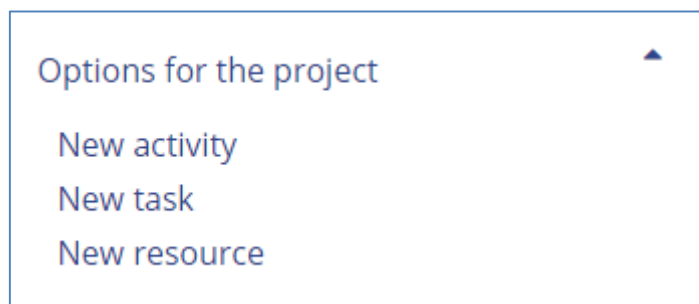 Options for the project
New activity
New task
New resource